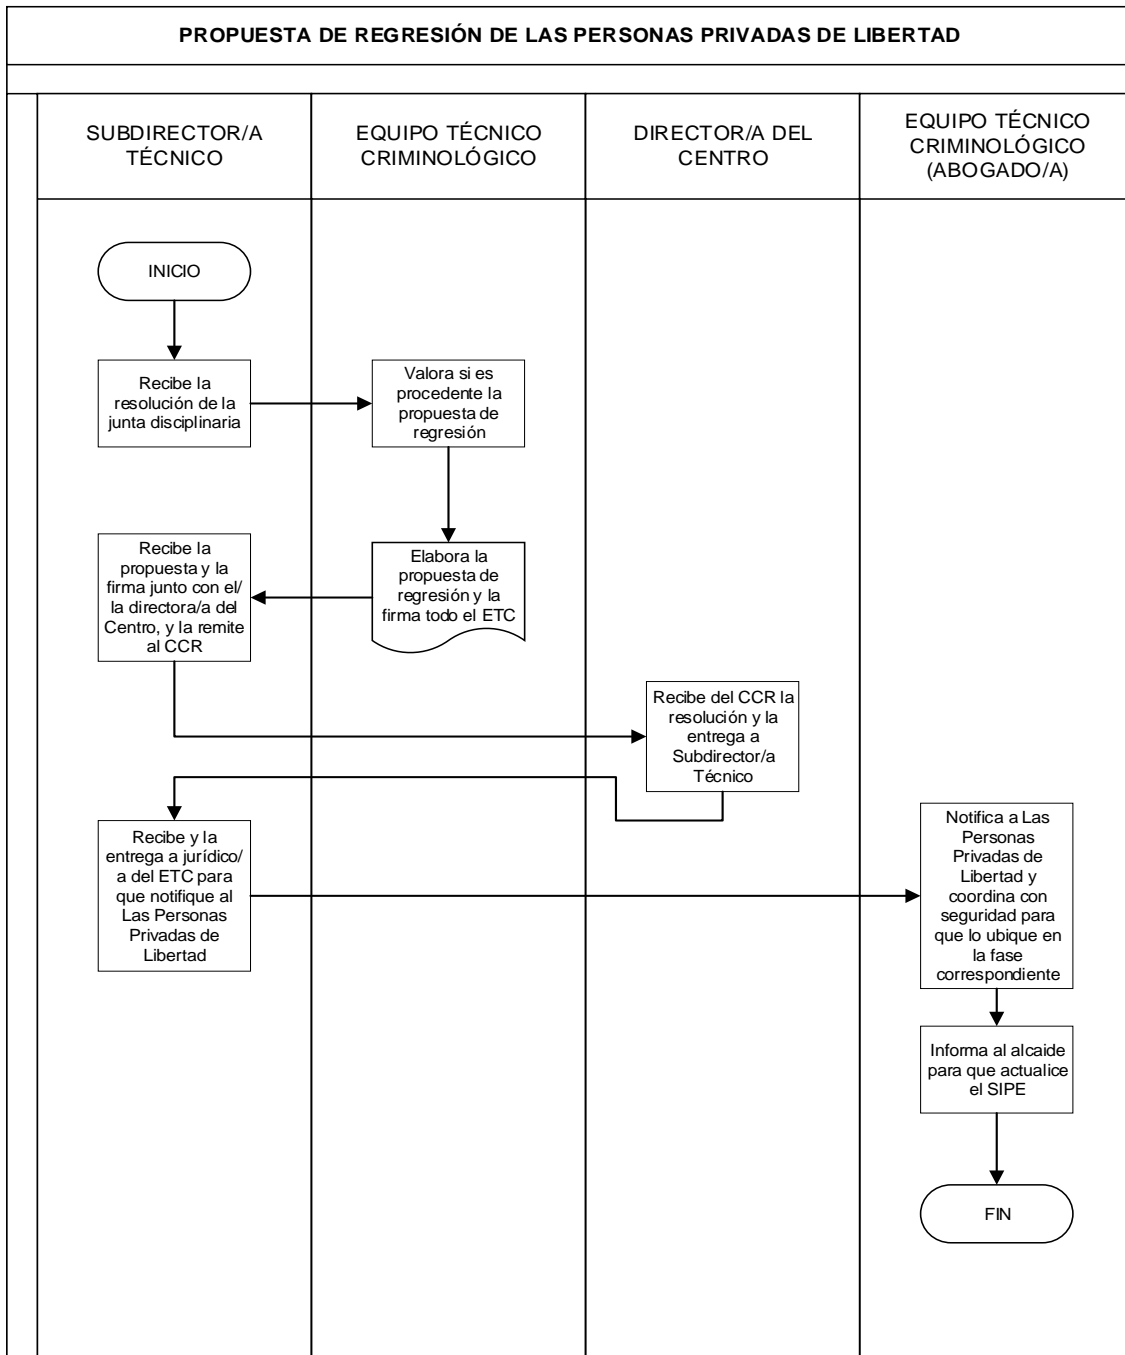 PROPUESTA DE REGRESIÓN DE LAS PERSONAS PRIVADAS DE LIBERTAD
SUBDIRECTOR/A
TÉCNICO
EQUIPO TÉCNICO
CRIMINOLÓGICO
DIRECTOR/A DEL
CENTRO
EQUIPO TÉCNICO
CRIMINOLÓGICO
(ABOGADO/A)
INICIO
Recibe la
resolución de la
junta disciplinaria
Valora si es
procedente la
propuesta de
regresión
Elabora la
propuesta de
regresión y la
firma todo el ETC
Recibe la
propuesta y la
firma junto con el/
la directora/a del
Centro, y la remite
al CCR
Recibe del CCR la
resolución y la
entrega a
Subdirector/a
Técnico
Recibe y la
entrega a jurídico/
a del ETC para
que notifique al
Las Personas
Privadas de
Libertad
Notifica a Las
Personas
Privadas de
Libertad y
coordina con
seguridad para
que lo ubique en
la fase
correspondiente
Informa al alcaide
para que actualice
el SIPE
FIN